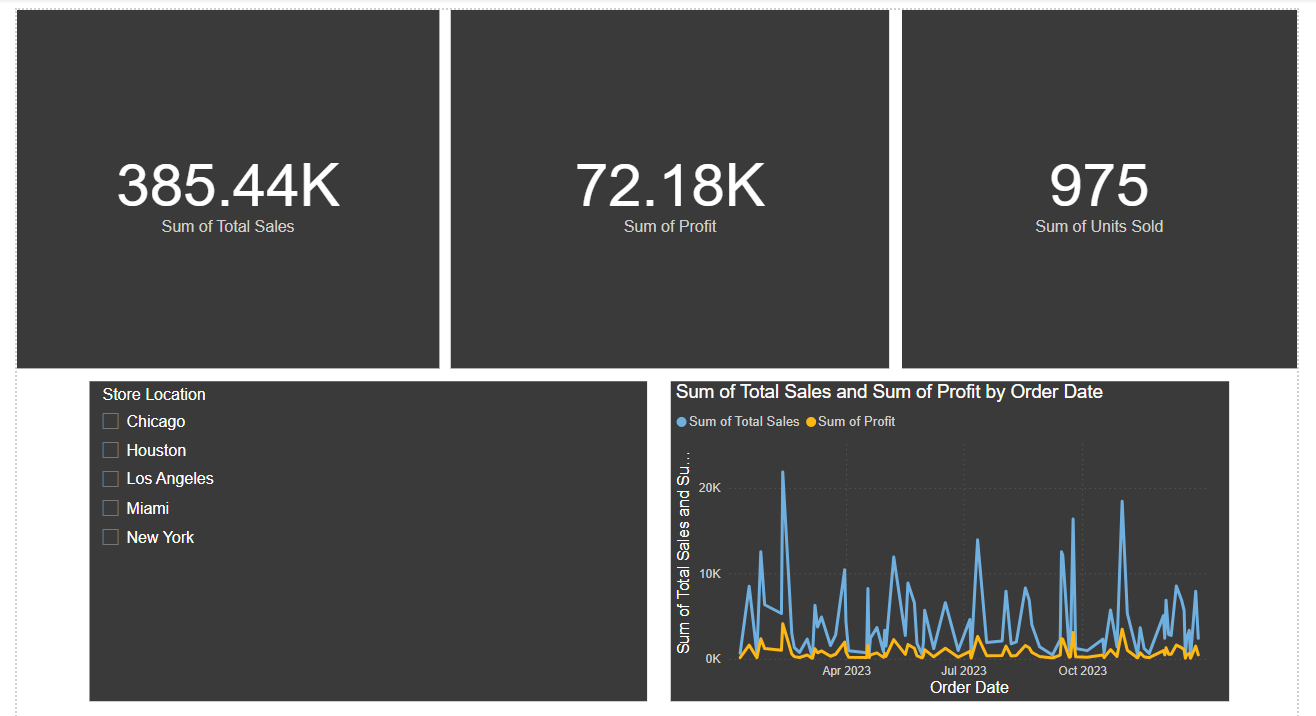 385.44K
Sum of Total Sales
72.18K
Sum of Profit
975
Sum of Units Sold
Store Location
Chicago
Houston
Los Angeles
Miami
New York
Sum of Total Sales and Sum of Profit by Order Date
Sum of Total Sales Sum of Profit
Sum of Total Sales and Su...
20K
10K
0K
Apr 2023 Jul 2023 Oct 2023
Order Date